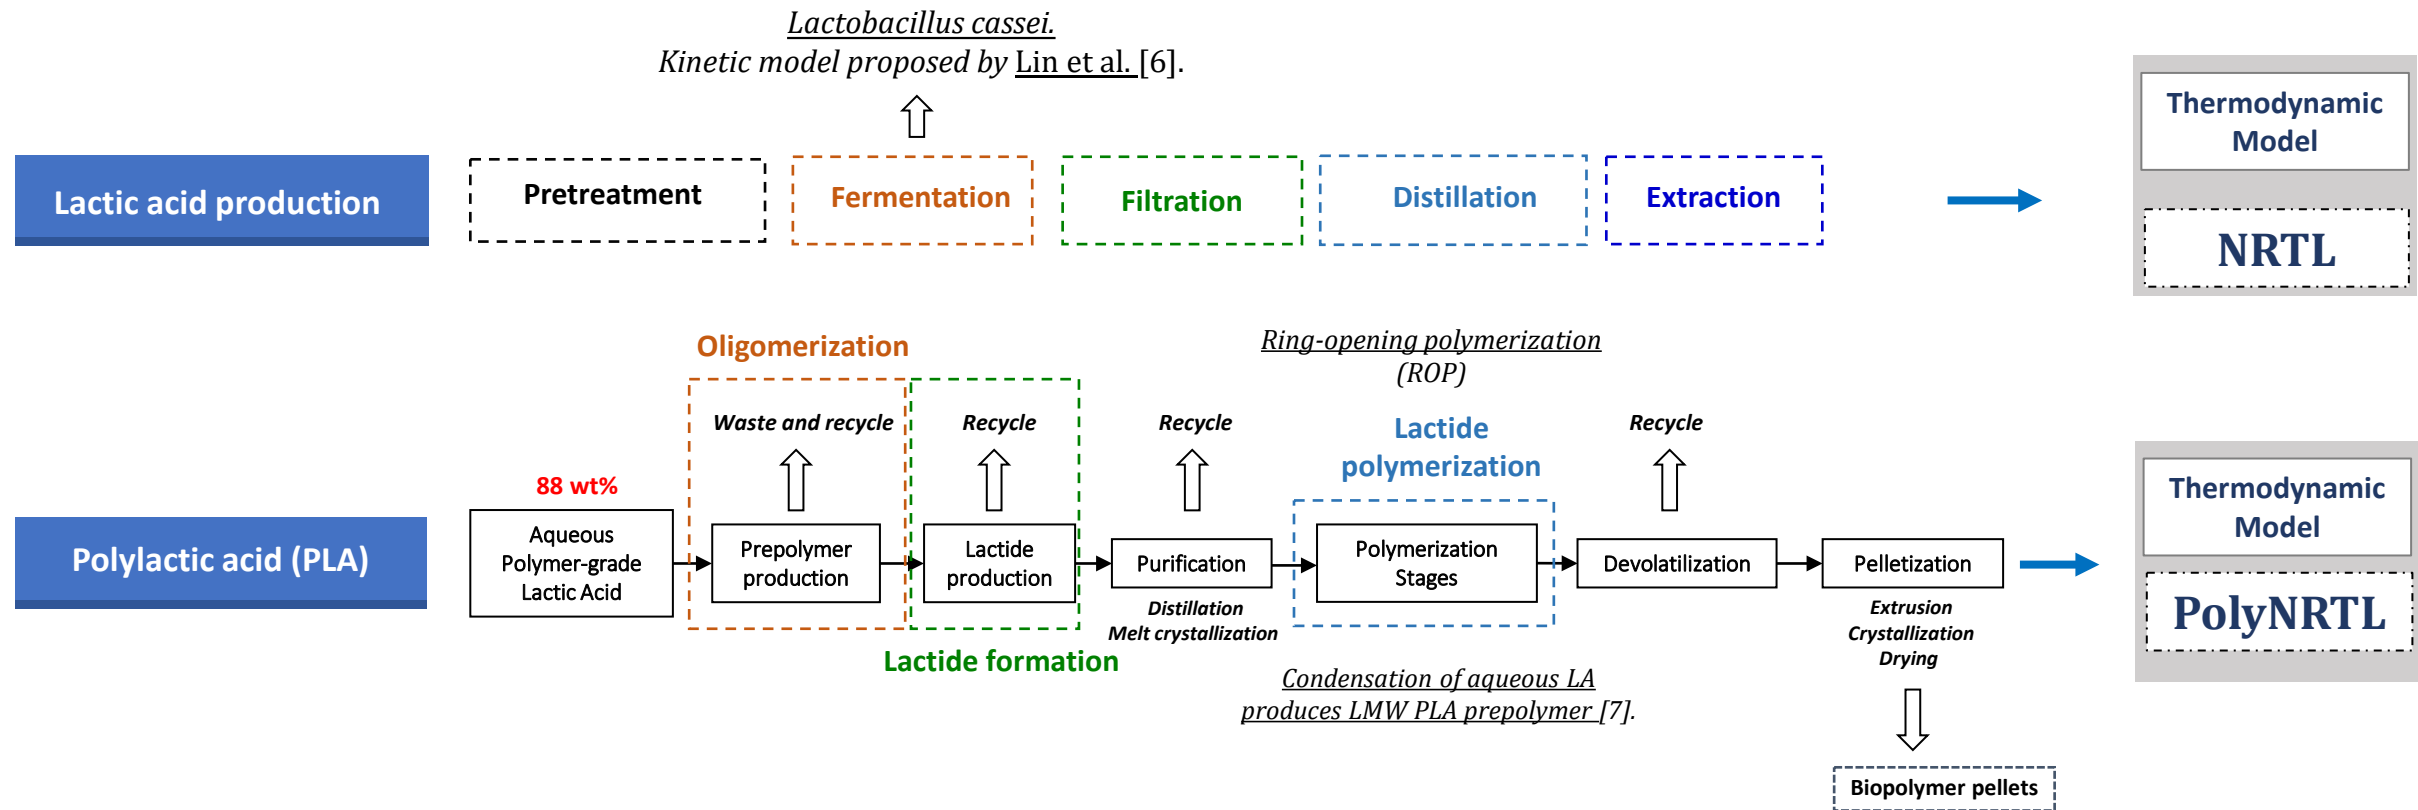 Lactobacillus cassei.
Kinetic model proposed by Lin et al. [6].
Lactic acid production
Pretreatment
Fermentation
Filtration
Distillation
Extraction
Thermodynamic
Model
NRTL
Oligomerization
Ring-opening polymerization
(ROP)
Waste and recycle
Recycle
Recycle
Lactide
polymerization
Recycle
88 wt%
Polylactic acid (PLA)
Aqueous
Polymer-grade
Lactic Acid
Prepolymer
production
Lactide
production
Purification
Polymerization
Stages
Devolatilization
Pelletization
Thermodynamic
Model
PolyNRTL
Distillation
Melt crystallization
Extrusion
Crystallization
Drying
Lactide formation
Condensation of aqueous LA
produces LMW PLA prepolymer [7].
Biopolymer pellets